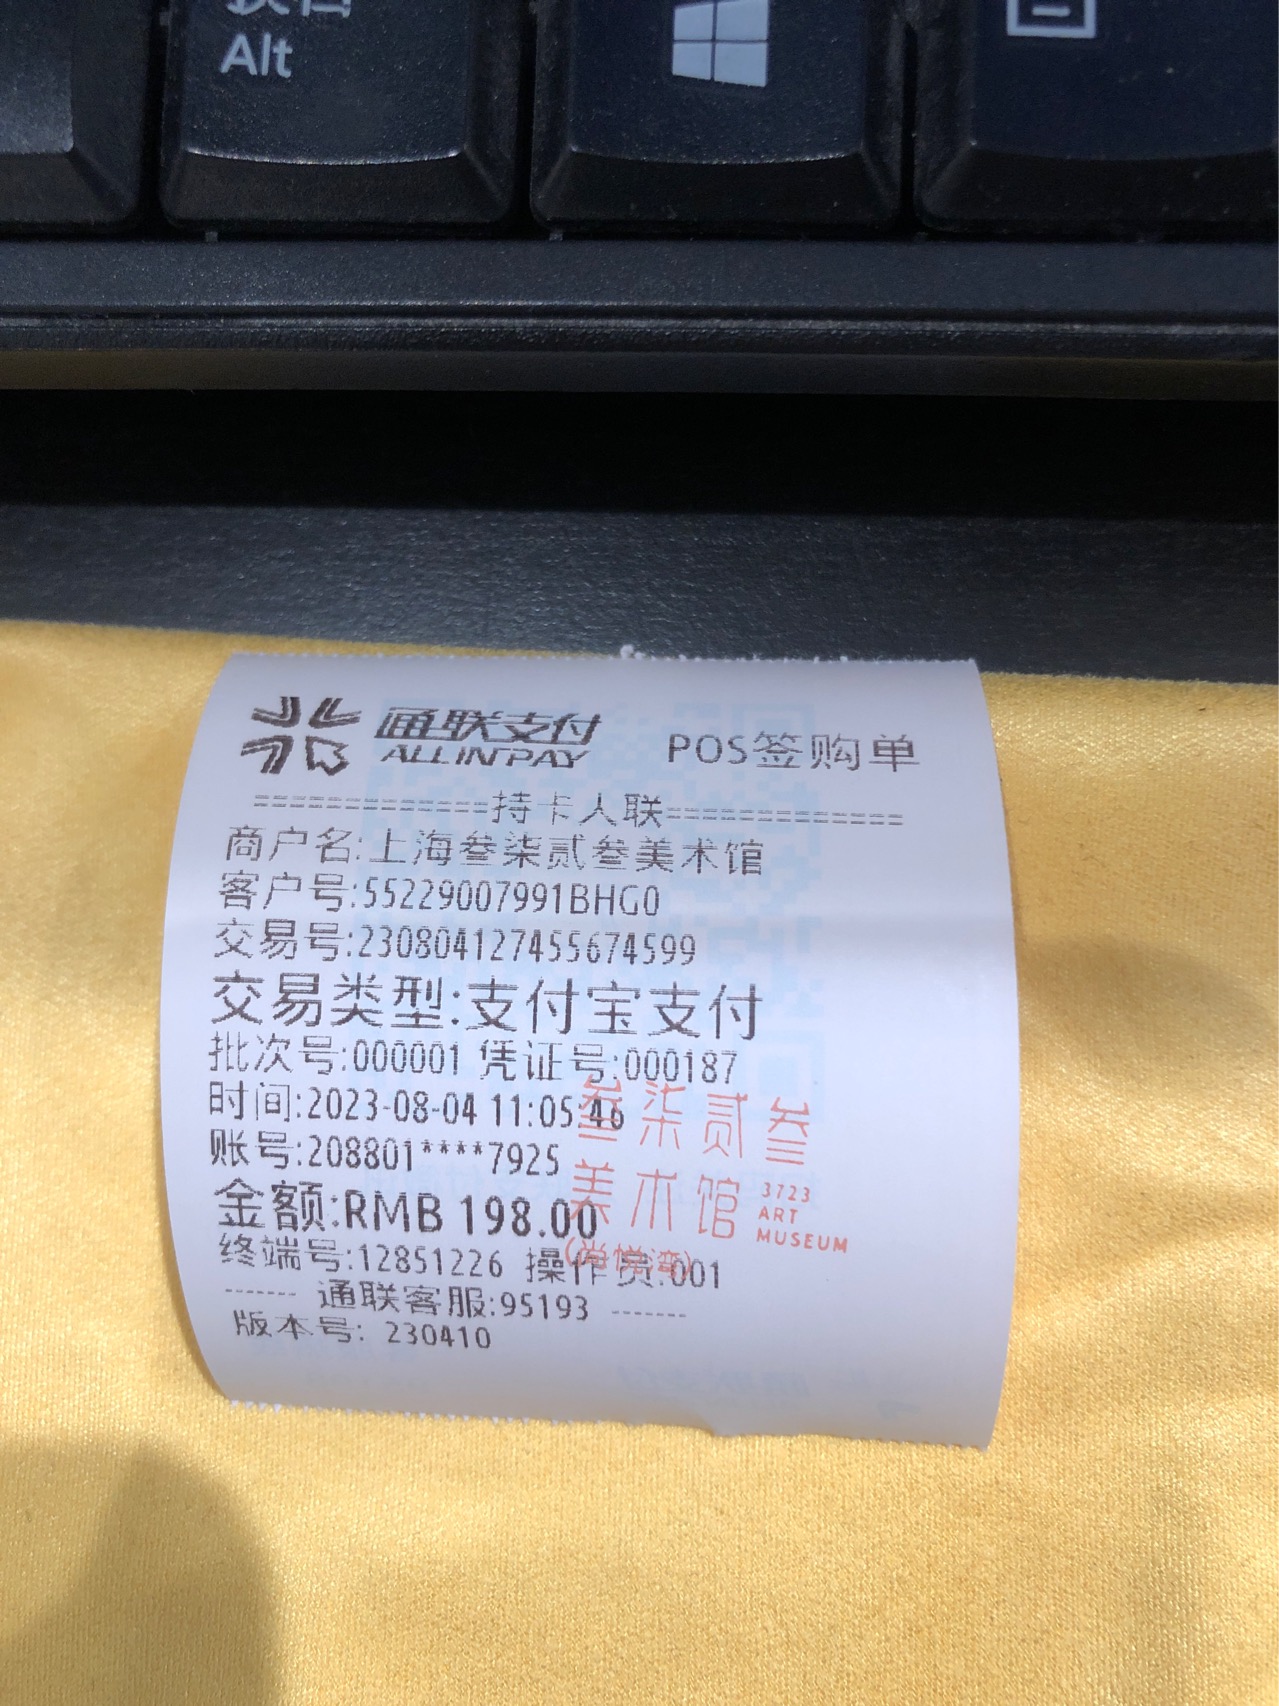 Alt
通联支付
ALLINPAY
POS签购单
=============持卡人联=============
商户名:上海叁柒贰叁美术馆
客户号:55229007991BHG0
交易号:230804127455674599
交易类型:支付宝支付
批次号:000001 凭证号:000187
时间:2023-08-04 11:05:46
账号:208801****7925
金额:RMB 198.00
终端号:12851226 操作员:001
------- 通联客服:95193 -------
版本号: 230410
叁柒贰叁
美术馆
3723
ART
MUSEUM
(尚悦湾)